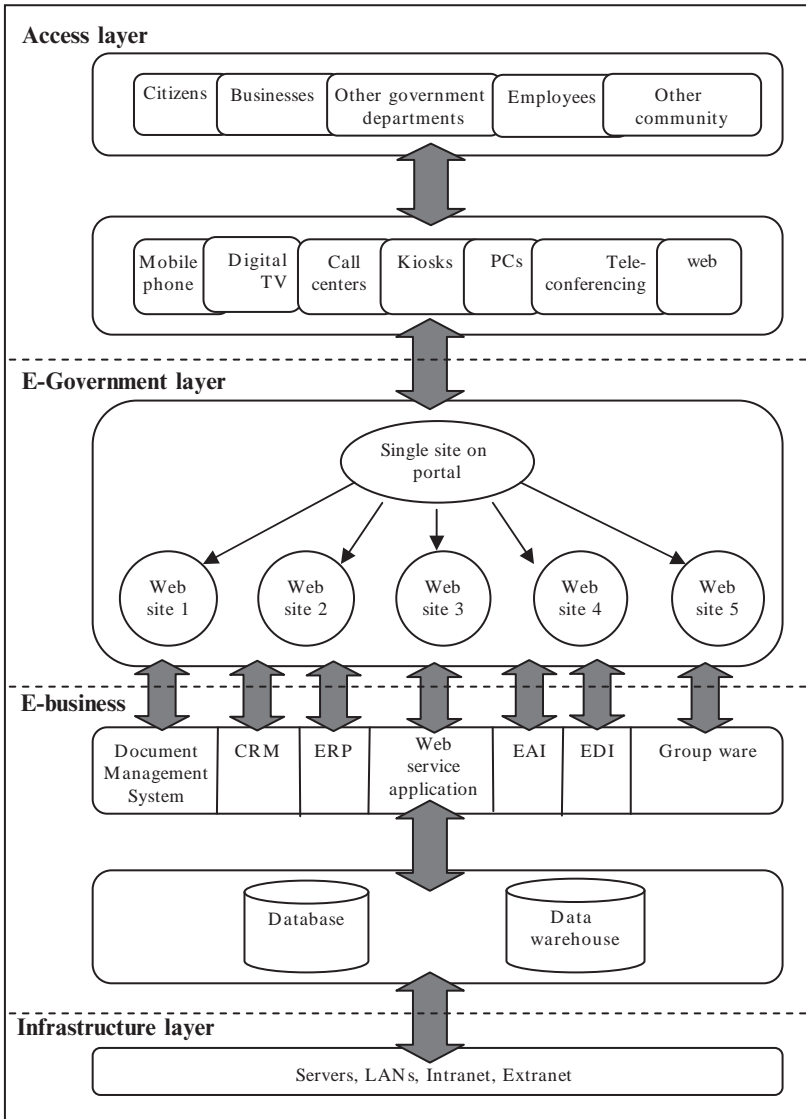 Access layer
Citizens
Businesses
Other government
departments
Employees
Other
community
Mobile
phone
Digital
TV
Call
centers
Kiosks
PCs
Tele-
conferencing
web
E-Government layer
Single site on
portal
Web
site 1
Web
site 2
Web
site 3
Web
site 4
Web
site 5
E-business
Document
Management
System
CRM
ERP
Web
service
application
EAI
EDI
Group ware
Database
Data
warehouse
Infrastructure layer
Servers, LANs, Intranet, Extranet